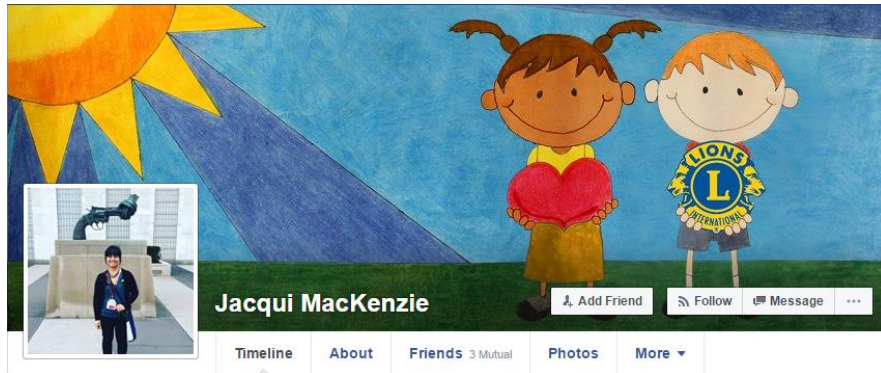 LIONS
L
INTERNATIONAL
Jacqui MacKenzie
Add Friend
Follow
Message
Timeline
About
Friends 3 Mutual
Photos
More